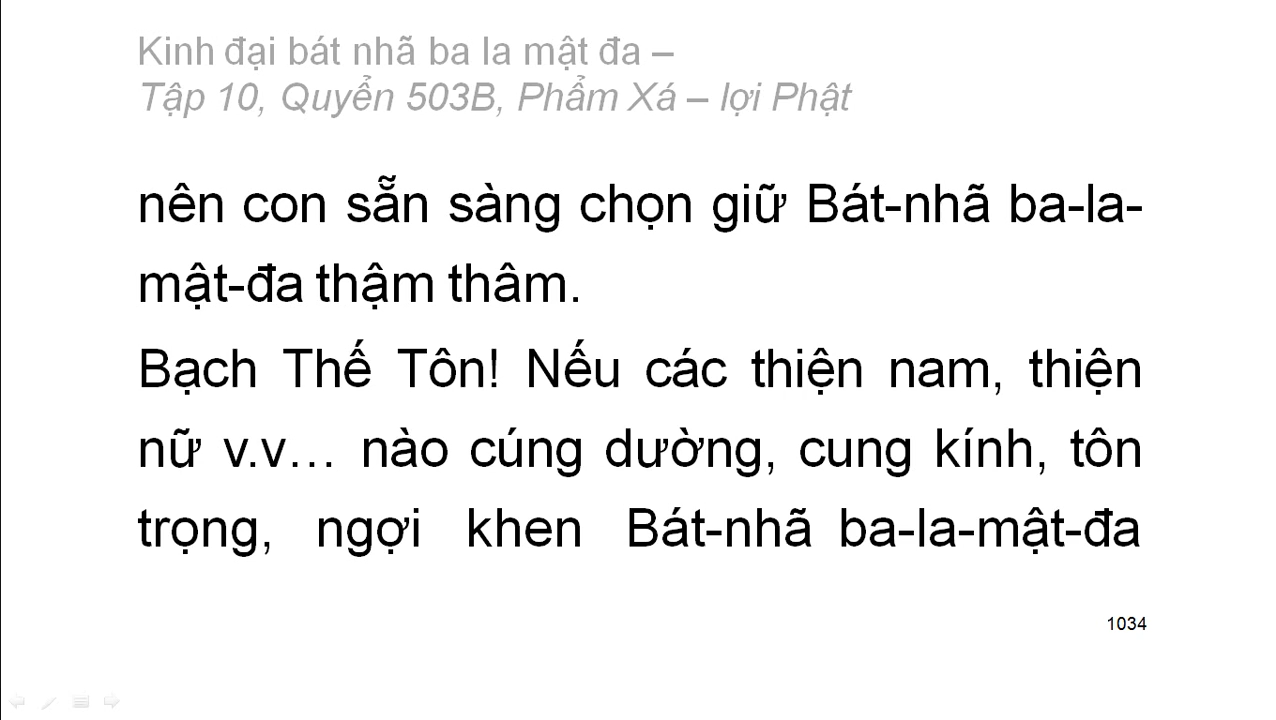 Kinh đại bát nhã ba la mật đa –
Tập 10, Quyển 503B, Phẩm Xá – lợi Phật
nên con sẵn sàng chọn giữ Bát-nhã ba-la-
mật-đa thậm thâm.
Bạch Thế Tôn! Nếu các thiện nam, thiện
nữ v.v… nào cúng dường, cung kính, tôn
trọng, ngợi khen Bát-nhã ba-la-mật-đa
1034